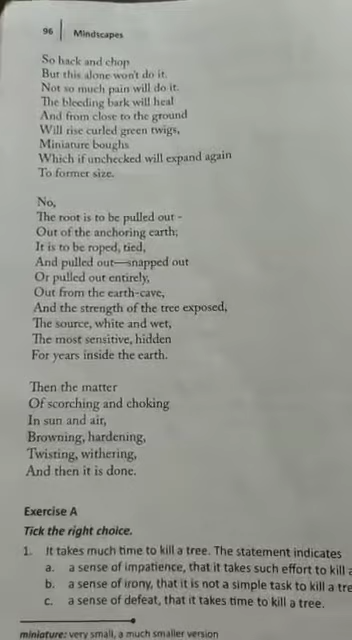 96 Mindscapes
So hack and chop
But this alone won't do it.
Not so much pain will do it.
The bleeding bark will heal
And from close to the ground
Will rise curled green twigs,
Miniature boughs
Which if unchecked will expand again
To former size.
No,
The root is to be pulled out -
Out of the anchoring earth;
It is to be roped, tied,
And pulled out—snapped out
Or pulled out entirely,
Out from the earth-cave,
And the strength of the tree exposed,
The source, white and wet,
The most sensitive, hidden
For years inside the earth.
Then the matter
Of scorching and choking
In sun and air,
Browning, hardening,
Twisting, withering,
And then it is done.
Exercise A
Tick the right choice.
1. It takes much time to kill a tree. The statement indicates
a. a sense of impatience, that it takes such effort to kill a
b. a sense of irony, that it is not a simple task to kill a tre
c. a sense of defeat, that it takes time to kill a tree.
miniature: very small, a much smaller version